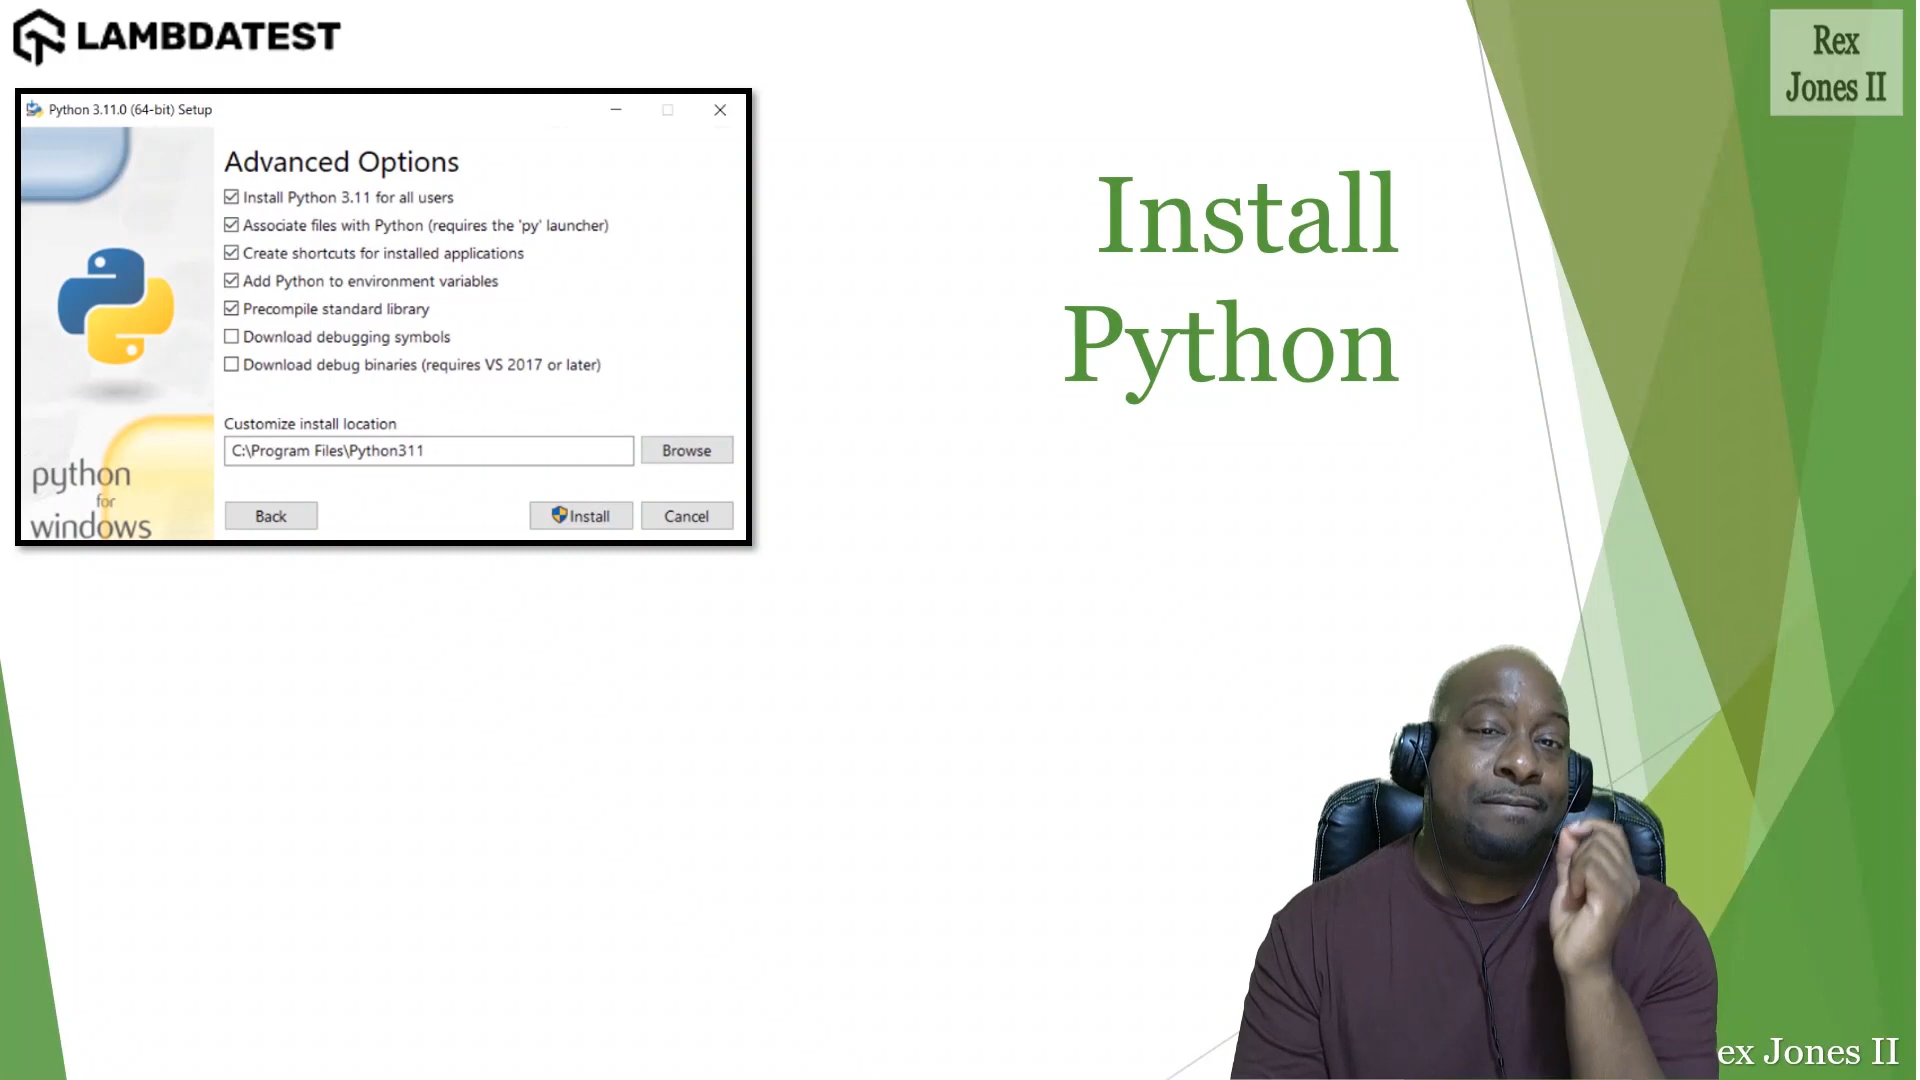 LAMBDATEST
Rex
Jones II
Python 3.11.0 (64-bit) Setup
Advanced Options
Install Python 3.11 for all users
Associate files with Python (requires the 'py' launcher)
Create shortcuts for installed applications
Add Python to environment variables
Precompile standard library
Download debugging symbols
Download debug binaries (requires VS 2017 or later)
Customize install location
C:\Program Files\Python311
Browse
python
for
windows
Back
Install
Cancel
Install
Python
ex Jones II